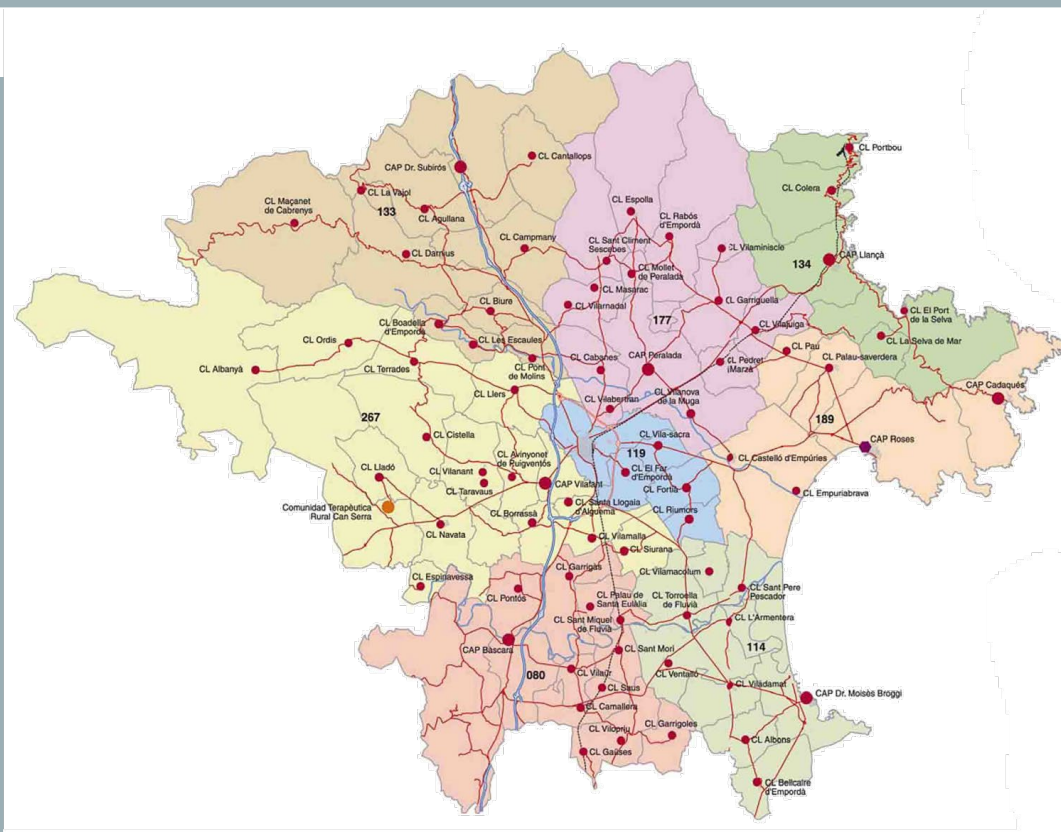 CL Portbou
CAP Dr. Subirós
CL Cantallops
CL La Vajol
CL Colera
CL Maçanet
de Cabrenys
133
CL Agullana
CL Espolla
CL Rabós
d'Empordà
CL Campmany
CL Sant Climent
Sescebes
CL Vilaminiscle
CL Darnius
CAP Llançà
134
CL Mollet
de Peralada
CL Masarac
CL Biure
CL Vilarnadal
CL Garriguella
CL El Port
de la Selva
177
CL Boadella
d'Empordà
CL Vilajuïga
CL Ordis
CL Les Escaules
CL La Selva de Mar
CL Pau
CL Cabanes
CAP Peralada
CL Palau-saverdera
CL Albanyà
CL Terrades
CL Pont
de Molins
CL Pedret
i Marzà
CAP Cadaqués
CL Llers
CL Vilabertran
CL Vilanova
de la Muga
267
189
CL Cistella
CL Vila-sacra
CAP Roses
119
CL Avinyonet
de Puigventós
CL Castelló d'Empúries
CL Lladó
CL Vilanant
CL El Far
d'Empordà
CL Taravaus
CAP Vilafant
CL Fortià
CL Empuriabrava
Comunidad Terapèutica
Rural Can Serra
CL Santa Llogaia
d'Àlguema
CL Borrassà
CL Riumors
CL Navata
CL Vilamalla
CL Siurana
CL Garrigàs
CL Vilamacolum
CL Espinavessa
CL Sant Pere
Pescador
CL Pontós
CL Palau de
Santa Eulàlia
CL Torroella
de Fluvià
CL Sant Miquel
de Fluvià
CL L'Armentera
CAP Bàscara
CL Sant Mori
114
080
CL Vilaür
CL Ventalló
CL Viladamat
CL Saus
CAP Dr. Moisès Broggi
CL Camallera
CL Vilopriu
CL Garrigoles
CL Albons
CL Gaüses
CL Bellcaire
d'Empordà